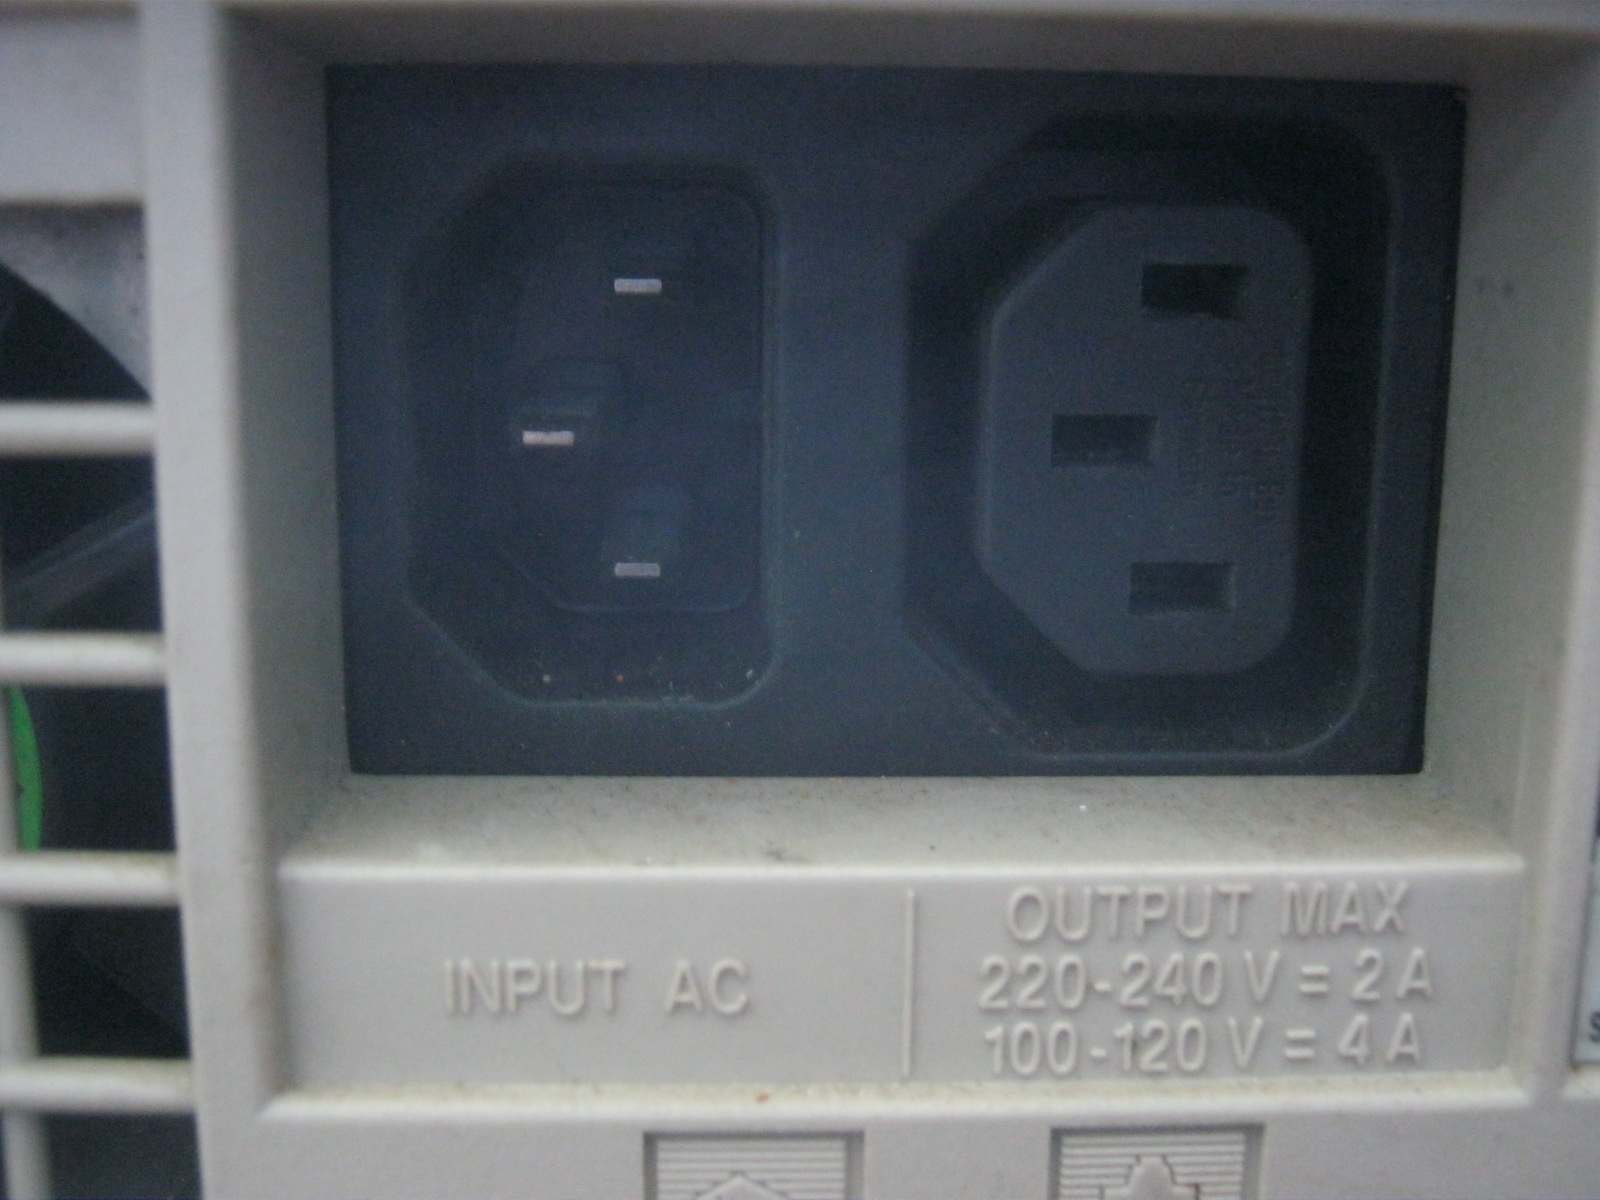 INPUT AC
OUTPUT MAX
220-240 V = 2 A
100-120 V = 4 A